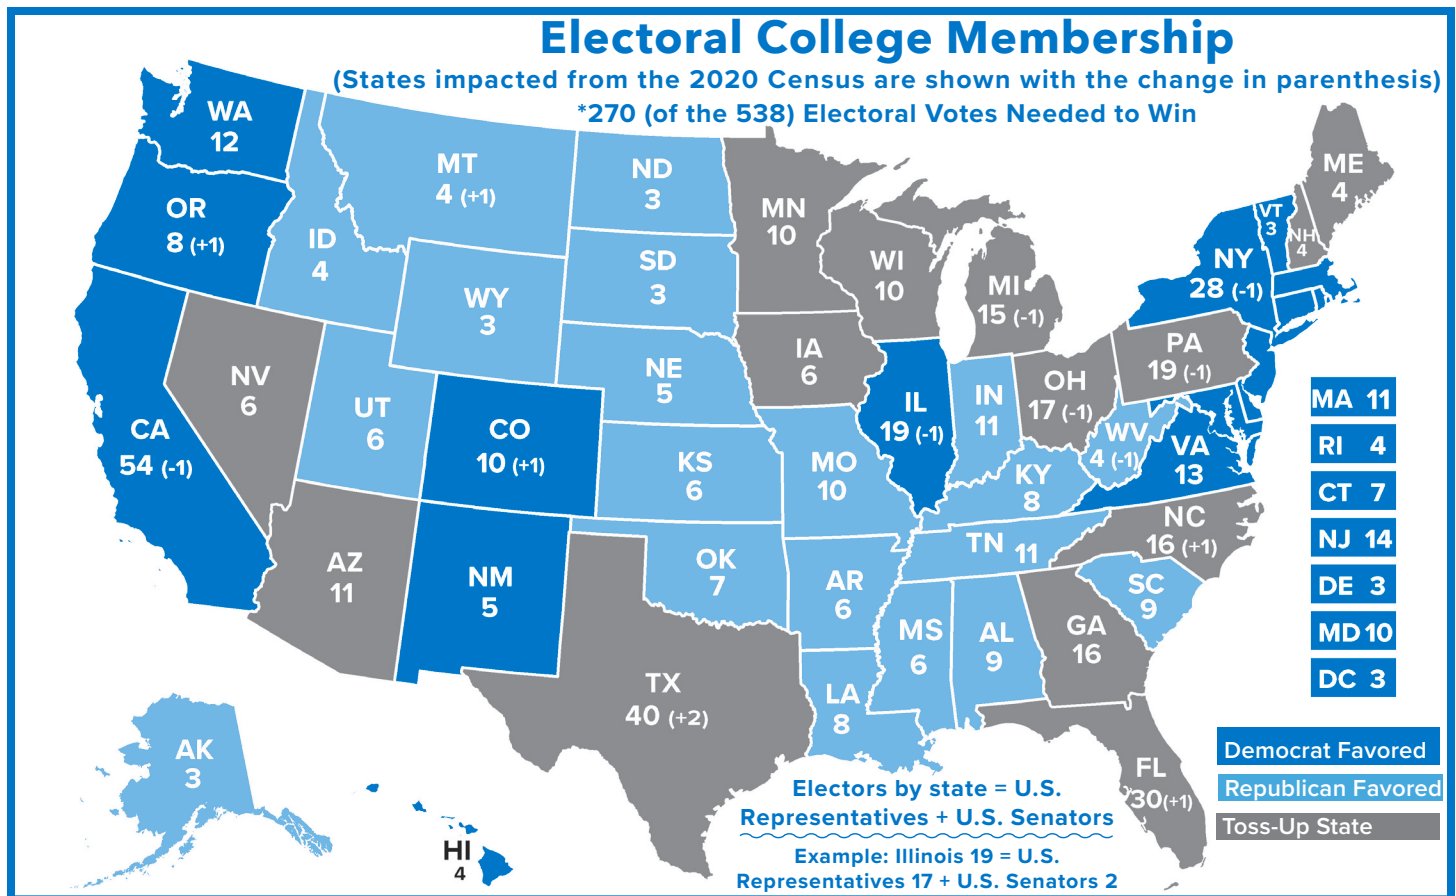 Electoral College Membership
(States impacted from the 2020 Census are shown with the change in parenthesis)
*270 (of the 538) Electoral Votes Needed to Win
WA
12
OR
8 (+1)
CA
54 (-1)
NV
6
ID
4
MT
4 (+1)
WY
3
UT
6
AZ
11
CO
10 (+1)
NM
5
ND
3
SD
3
NE
5
KS
6
OK
7
TX
40 (+2)
MN
10
IA
6
MO
10
AR
6
LA
8
WI
10
IL
19 (-1)
MI
15 (-1)
IN
11
OH
17 (-1)
KY
8
TN 11
MS
6
AL
9
GA
16
FL
30(+1)
SC
9
NC
16 (+1)
VA
13
WV
4 (-1)
PA
19 (-1)
NY
28 (-1)
VT
3
NH
4
ME
4
MA 11
RI 4
CT 7
NJ 14
DE 3
MD 10
DC 3
AK
3
HI
4
Electors by state = U.S.
Representatives + U.S. Senators
Example: Illinois 19 = U.S.
Representatives 17 + U.S. Senators 2
Democrat Favored
Republican Favored
Toss-Up State